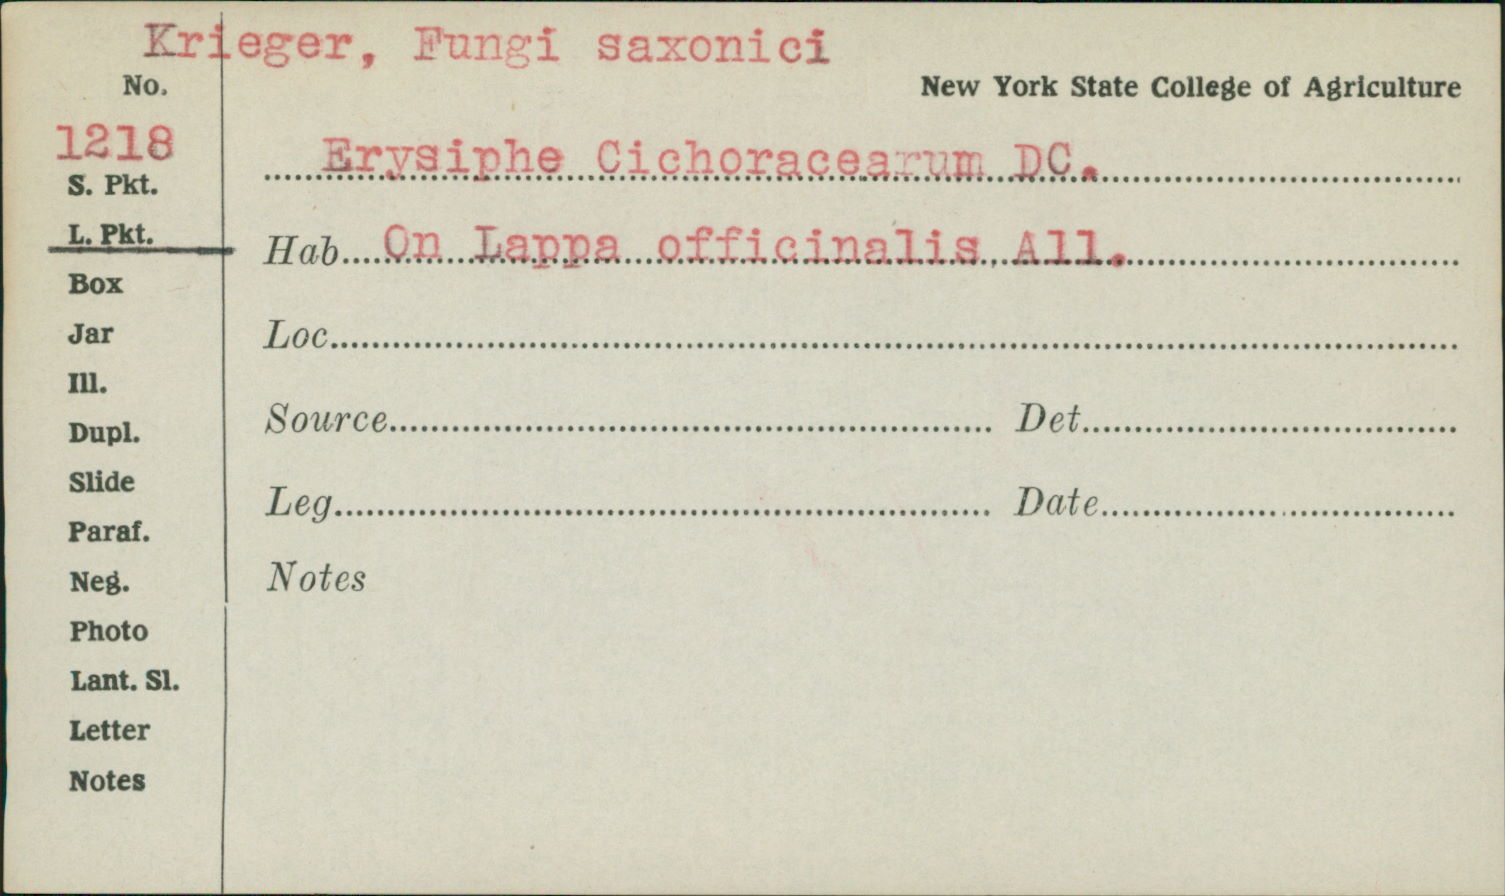 Krieger, Fungi saxonici
No.
New York State College of Agriculture
1218
Erysiphe Cichoracearum DC.
S. Pkt.
L. Pkt.
Hab. On Lappa officinalis All.
Box
Jar
Loc.
Ill.
Dupl.
Source Det.
Slide
Leg. Date
Paraf.
Neg.
Notes
Photo
Lant. Sl.
Letter
Notes